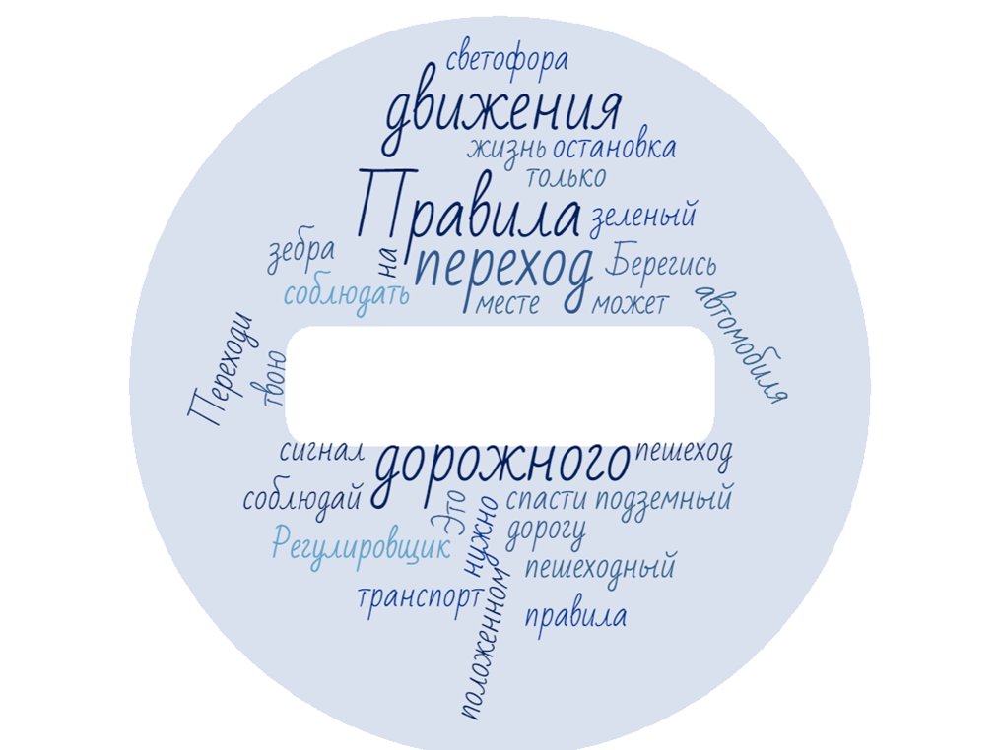 светофора
движения
жизнь остановка
только
Правила зеленый
зебра на переход Берегись
соблюдать месте может автомобиля
Переходи твою
сигнал дорожного пешеход
соблюдай Это нужно спасти подземный
дорогу
Регулировщик
пешеходный
транспорт положенном правила